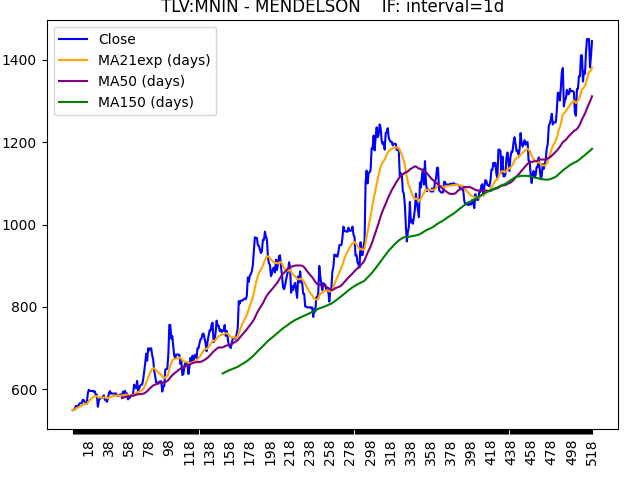 TLV:MNIN - MENDELSON    IF: interval=1d
Close
MA21exp (days)
MA50 (days)
MA150 (days)
1400
1200
1000
800
600
18 38 58 78 98 118 138 158 178 198 218 238 258 278 298 318 338 358 378 398 418 438 458 478 498 518